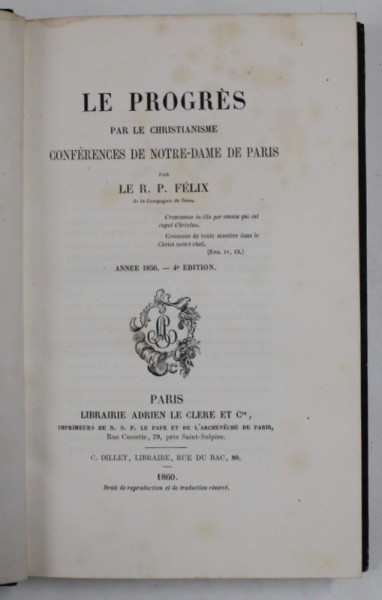 LE PROGRÈS
PAR LE CHRISTIANISME
CONFÉRENCES DE NOTRE-DAME DE PARIS
PAR
LE R. P. FÉLIX
de la Compagnie de Jésus.
Crescamus in illo per omnia qui est
caput Christus.
Croissons de toute manière dans le
Christ notre chef.
(Eph. IV, 15.)
ANNÉE 1856. — 4e ÉDITION.
PARIS
LIBRAIRIE ADRIEN LE CLERE ET Cie,
IMPRIMEURS DE N. S. P. LE PAPE ET DE L'ARCHEVÊCHÉ DE PARIS,
Rue Cassette, 29, près Saint-Sulpice.
C. DILLET, LIBRAIRE, RUE DU BAC, 80.
1860.
Droit de reproduction et de traduction réservé.